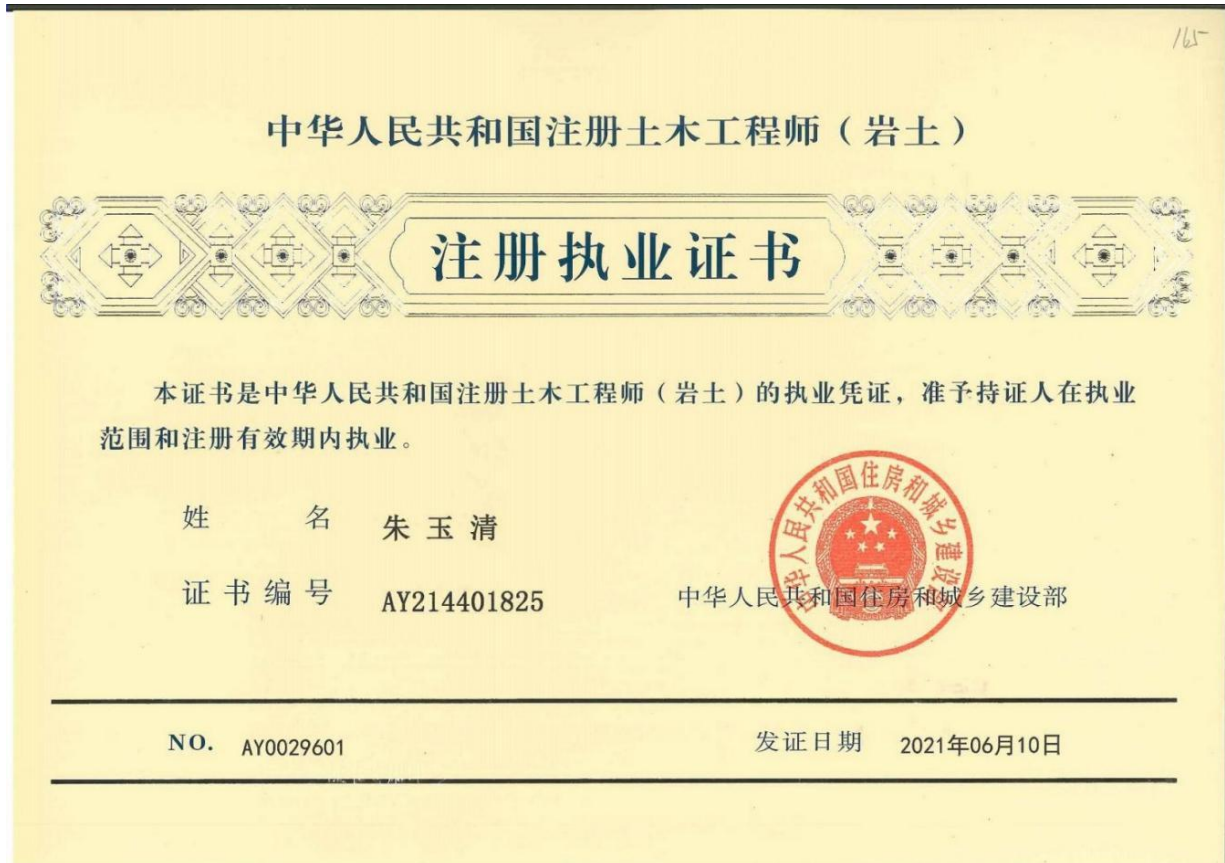 165
中华人民共和国注册土木工程师（岩土）
注册执业证书
本证书是中华人民共和国注册土木工程师（岩土）的执业凭证，准予持证人在执业
范围和注册有效期内执业。
姓 名 朱玉清
证书编号 AY214401825
中华人民共和国住房和城乡建设部
中华人民共和国住房和城乡建设部
NO. AY0029601
发证日期 2021年06月10日